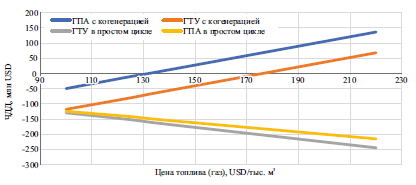 200
150
100
50
0
-50
-100
-150
-200
-250
-300
ЧДД, млн USD
ГПА с когенерацией
ГТУ с когенерацией
ГТУ в простом цикле
ГПА в простом цикле
90 110 130 150 170 190 210 230
Цена топлива (газ), USD/тыс. м³